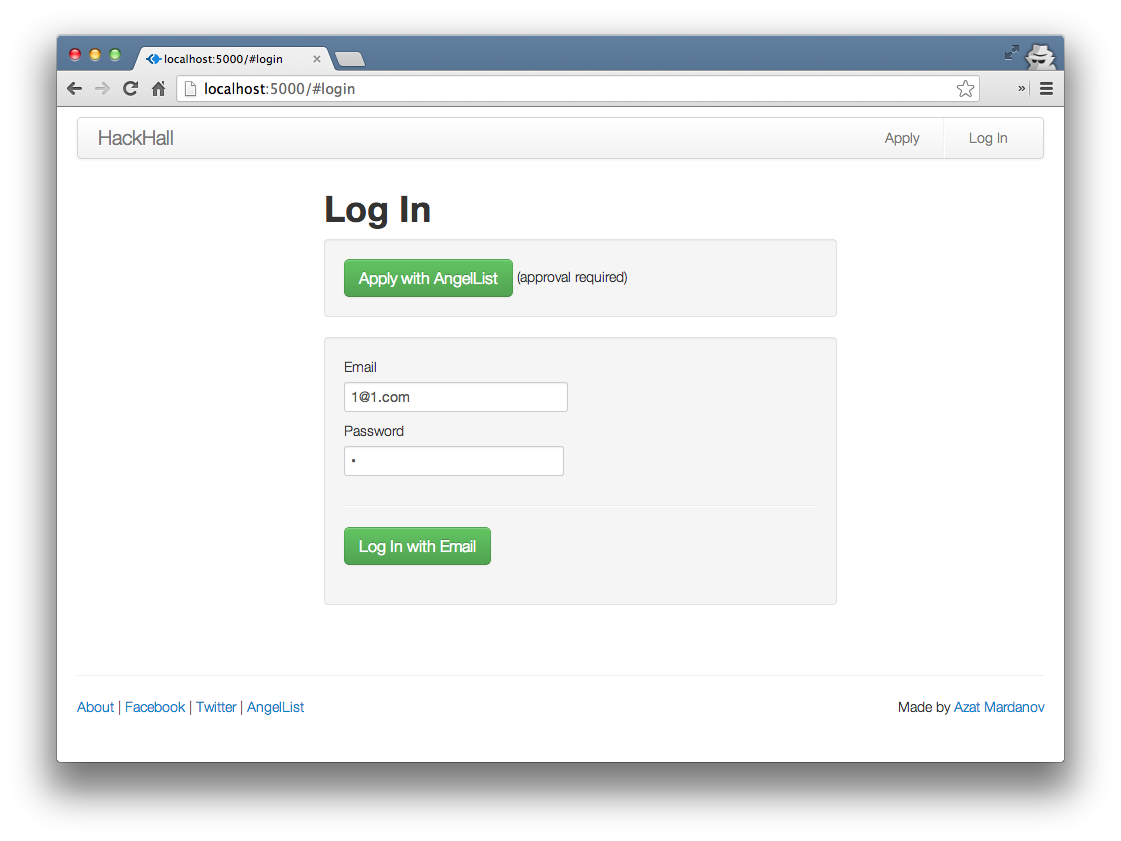 localhost:5000/#login
localhost:5000/#login
HackHall Apply Log In
Log In
Apply with AngelList (approval required)
Email
1@1.com
Password
•
Log In with Email
About | Facebook | Twitter | AngelList Made by Azat Mardanov